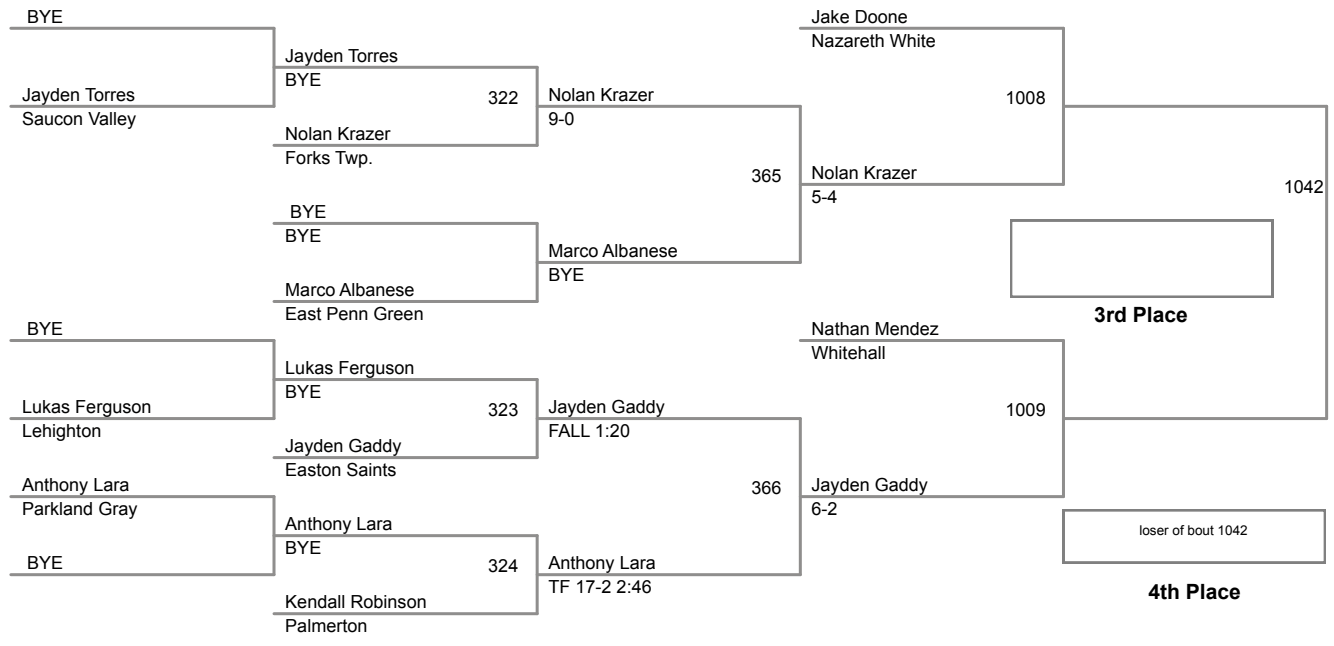 BYE
Jayden Torres
Saucon Valley
Jayden Torres
BYE
322
Nolan Krazer
Forks Twp.
Nolan Krazer
9-0
BYE
BYE
Marco Albanese
East Penn Green
Marco Albanese
BYE
365
Jake Doone
Nazareth White
1008
Nolan Krazer
5-4
1042
3rd Place
BYE
Lukas Ferguson
Lehighton
Lukas Ferguson
BYE
323
Jayden Gaddy
Easton Saints
Jayden Gaddy
FALL 1:20
Anthony Lara
Parkland Gray
BYE
Anthony Lara
BYE
324
Kendall Robinson
Palmerton
Anthony Lara
TF 17-2 2:46
366
Nathan Mendez
Whitehall
1009
Jayden Gaddy
6-2
loser of bout 1042
4th Place